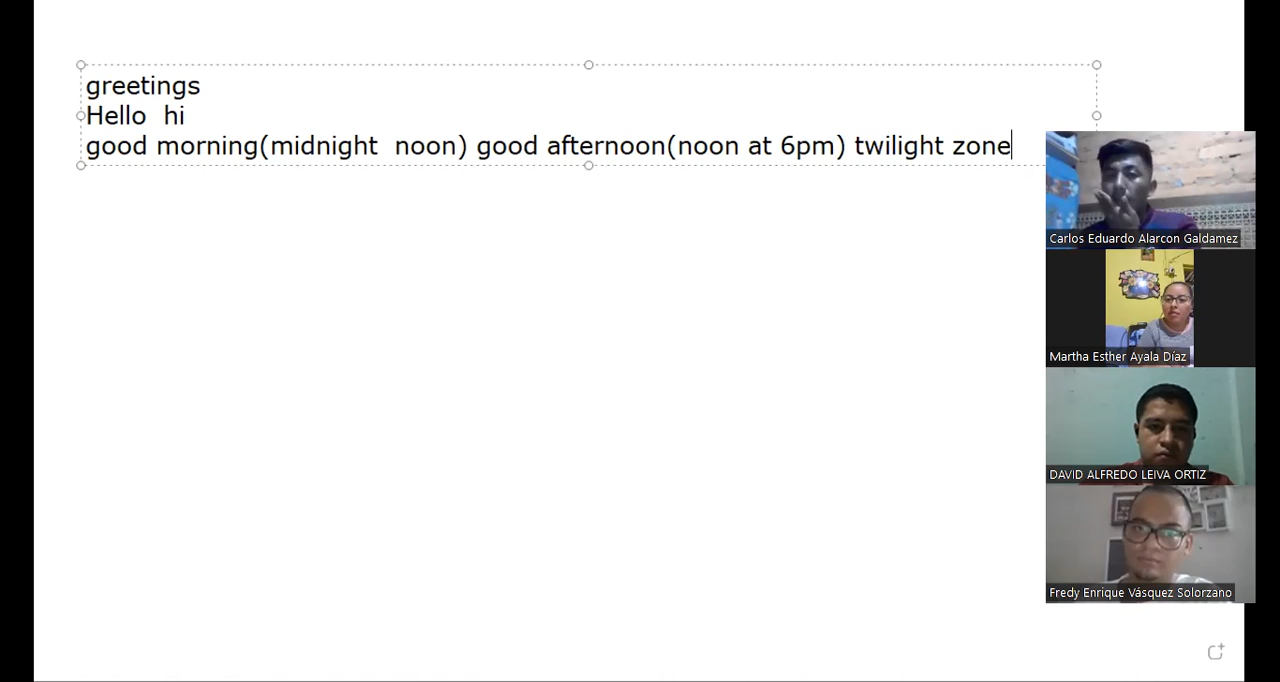 greetings
Hello  hi
good morning(midnight  noon) good afternoon(noon at 6pm) twilight zone
Carlos Eduardo Alarcon Galdamez
Martha Esther Ayala Díaz
DAVID ALFREDO LEIVA ORTIZ
Fredy Enrique Vásquez Solorzano